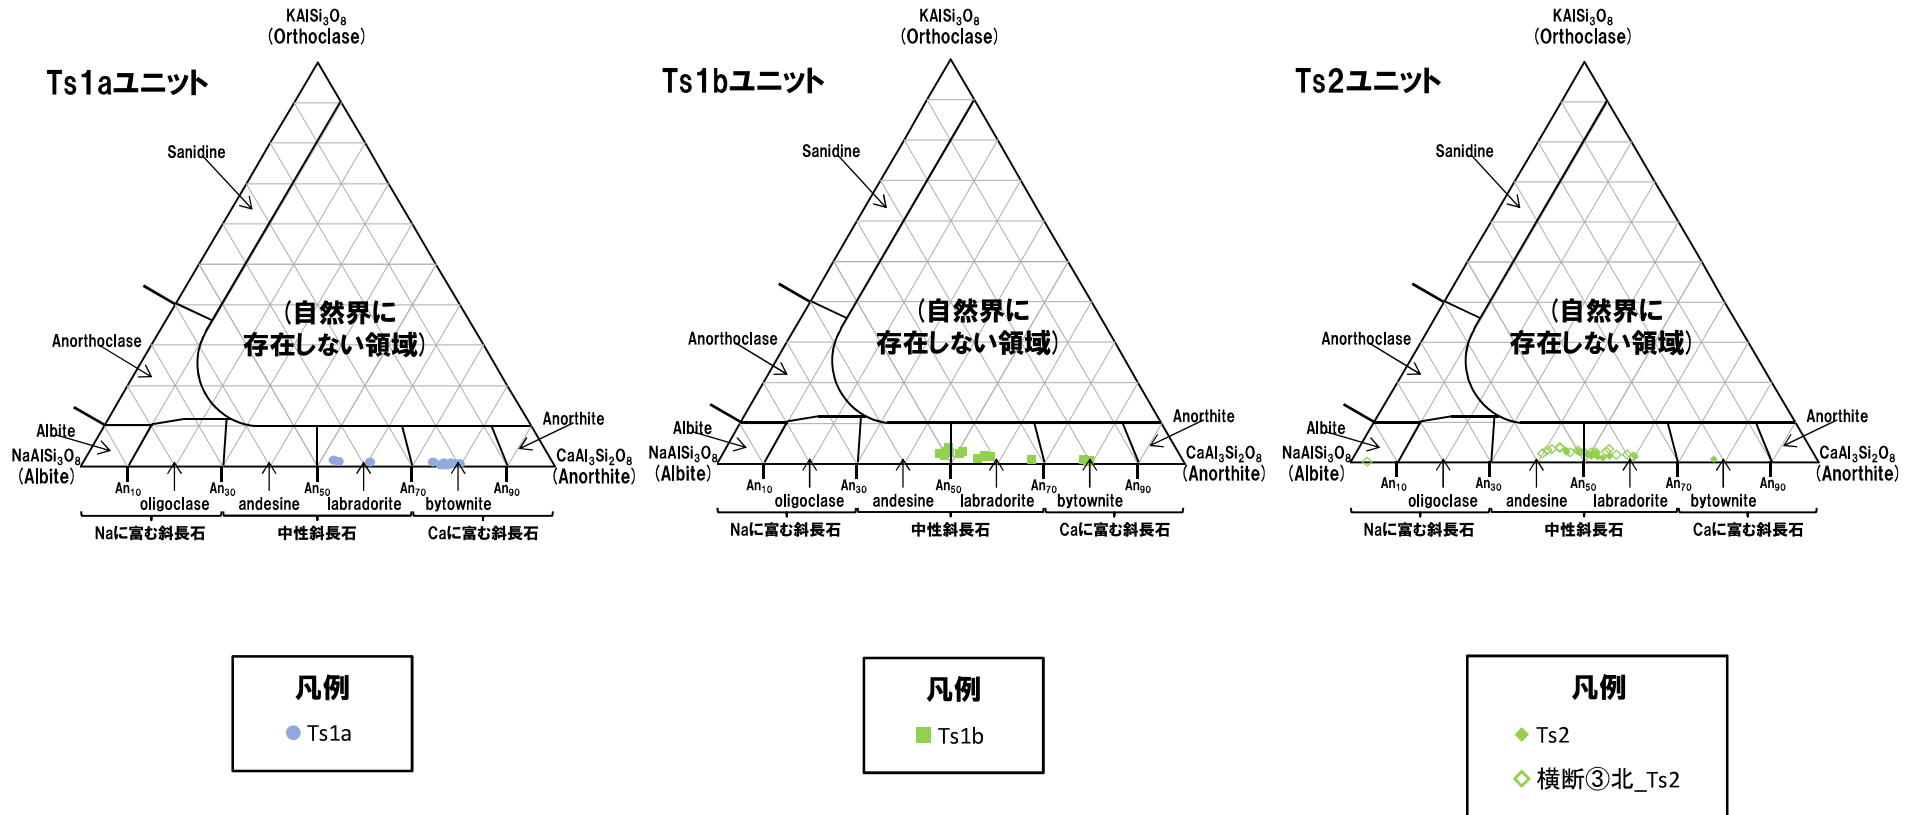 KAlSi₃O₈
(Orthoclase)
Ts1aユニット
Sanidine
(自然界に
存在しない領域)
Anorthoclase
Albite
NaAlSi₃O₈
(Albite)
Anorthite
CaAl₃Si₂O₈
(Anorthite)
An₁₀
An₃₀
An₅₀
An₇₀
An₉₀
oligoclase
andesine
labradorite
bytownite
Naに富む斜長石
中性斜長石
Caに富む斜長石
凡例
Ts1a
KAlSi₃O₈
(Orthoclase)
Ts1bユニット
Sanidine
(自然界に
存在しない領域)
Anorthoclase
Albite
NaAlSi₃O₈
(Albite)
Anorthite
CaAl₃Si₂O₈
(Anorthite)
An₁₀
An₃₀
An₅₀
An₇₀
An₉₀
oligoclase
andesine
labradorite
bytownite
Naに富む斜長石
中性斜長石
Caに富む斜長石
凡例
Ts1b
KAlSi₃O₈
(Orthoclase)
Ts2ユニット
Sanidine
(自然界に
存在しない領域)
Anorthoclase
Albite
NaAlSi₃O₈
(Albite)
Anorthite
CaAl₃Si₂O₈
(Anorthite)
An₁₀
An₃₀
An₅₀
An₇₀
An₉₀
oligoclase
andesine
labradorite
bytownite
Naに富む斜長石
中性斜長石
Caに富む斜長石
凡例
Ts2
横断③北_Ts2